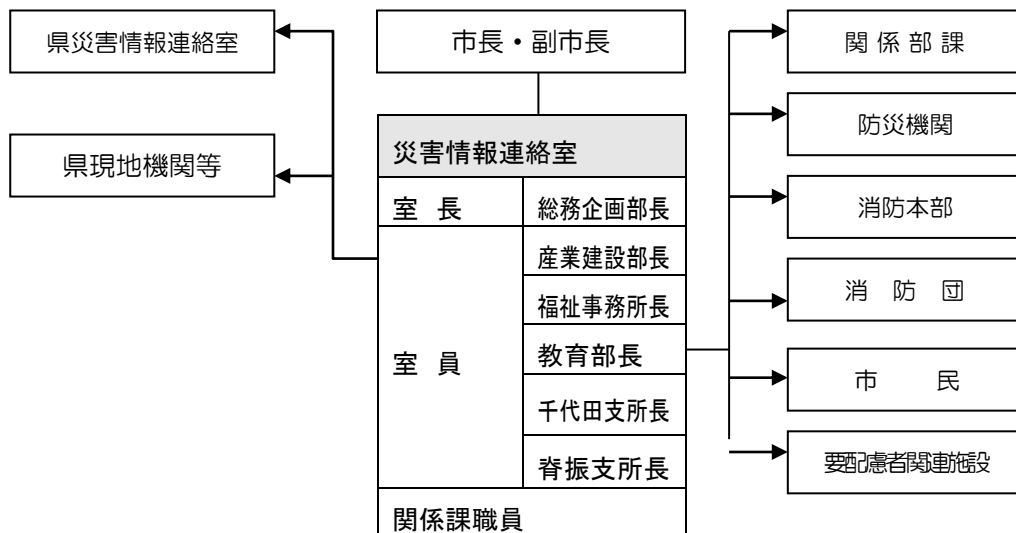 県災害情報連絡室
県現地機関等
市長・副市長
災害情報連絡室
室 長
総務企画部長
室 員
産業建設部長
福祉事務所長
教育部長
千代田支所長
脊振支所長
関係課職員
関 係 部 課
防災機関
消防本部
消 防 団
市 民
要配慮者関連施設